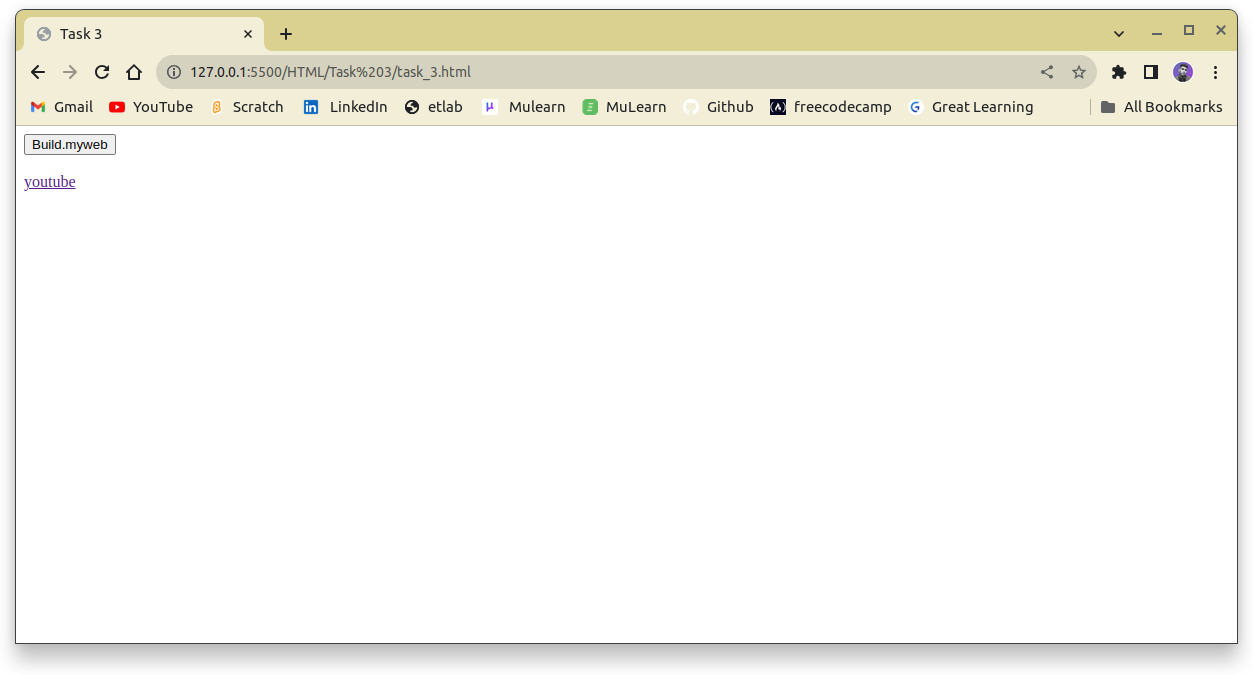 Task 3
127.0.0.1:5500/HTML/Task%203/task_3.html
Gmail YouTube Scratch LinkedIn etlab Mulearn MuLearn Github freecodecamp Great Learning All Bookmarks
Build.myweb
youtube